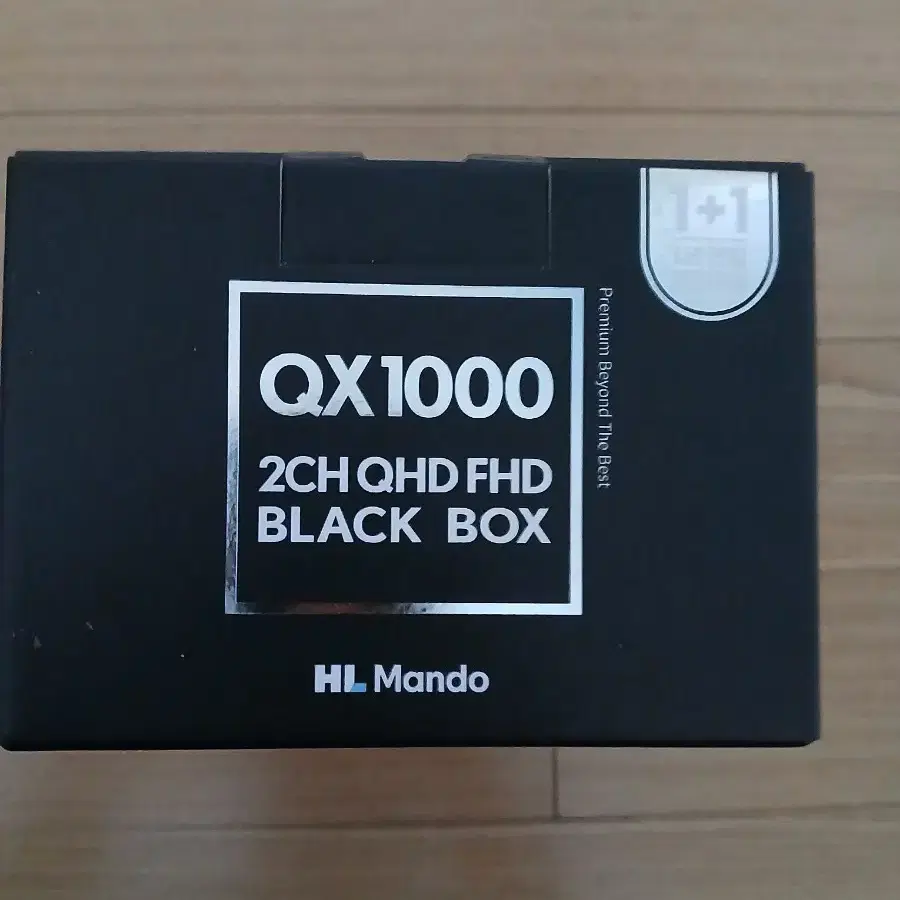 1+1
QX1000
2CH QHD FHD
BLACK BOX
Premium Beyond The Best
HL Mando